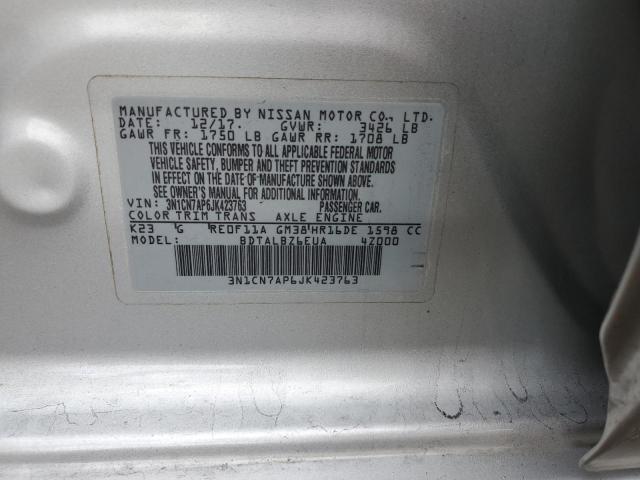 MANUFACTURED BY NISSAN MOTOR CO., LTD.
DATE: 12/17. GVWR: 3426 LB
GAWR FR: 1750 LB GAWR RR: 1708 LB
THIS VEHICLE CONFORMS TO ALL APPLICABLE FEDERAL MOTOR
VEHICLE SAFETY, BUMPER AND THEFT PREVENTION STANDARDS
IN EFFECT ON THE DATE OF MANUFACTURE SHOWN ABOVE.
SEE OWNER'S MANUAL FOR ADDITIONAL INFORMATION.
VIN: 3N1CN7AP6JK423763 PASSENGER CAR.
COLOR TRIM TRANS AXLE ENGINE
K23 G RE0F11A GM38 HR16DE 1598 CC
MODEL: BDTALBZ6EUA 4Z000
3N1CN7AP6JK423763